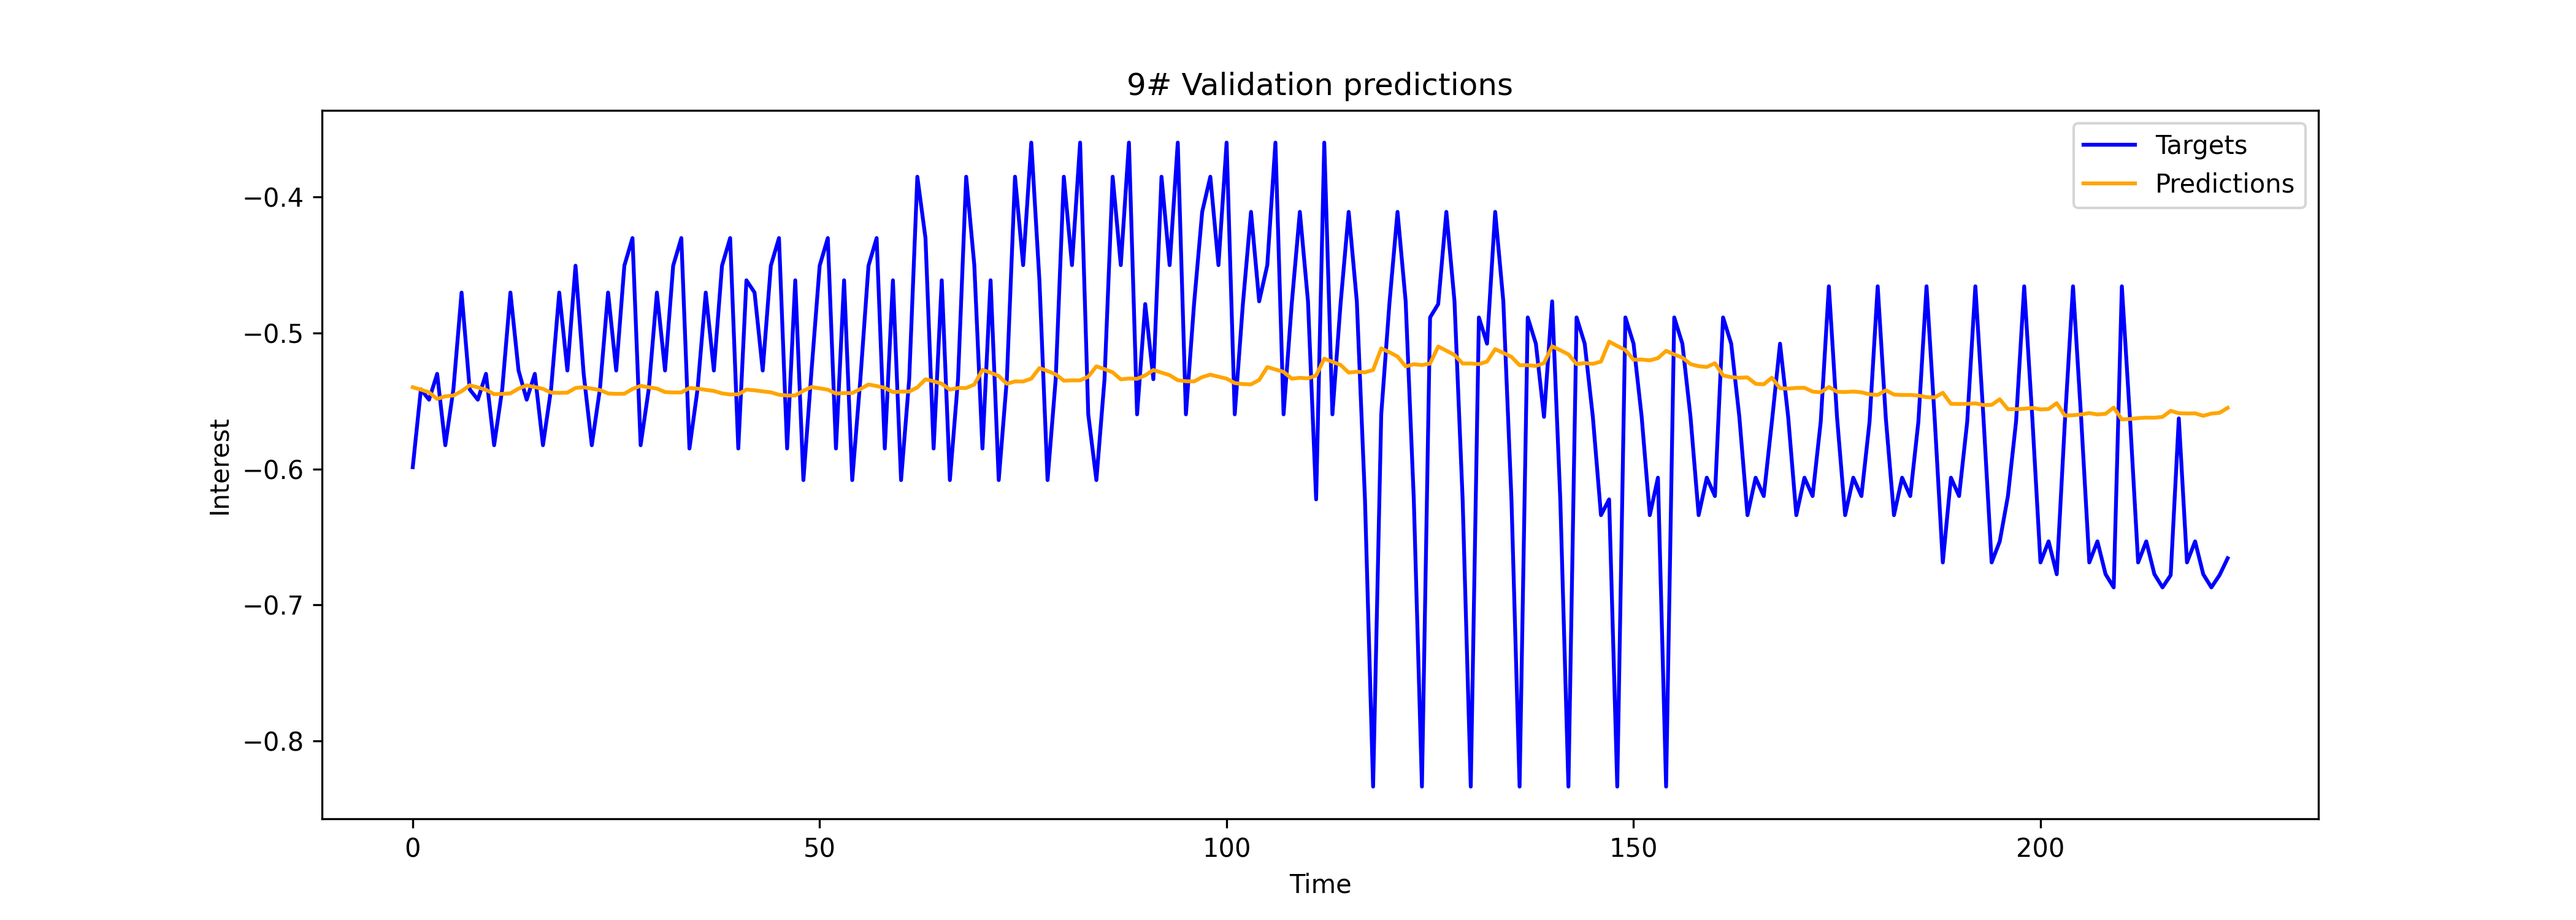 9# Validation predictions
Targets
Predictions
−0.4
−0.5
−0.6
−0.7
−0.8
Interest
0
50
100
150
200
Time